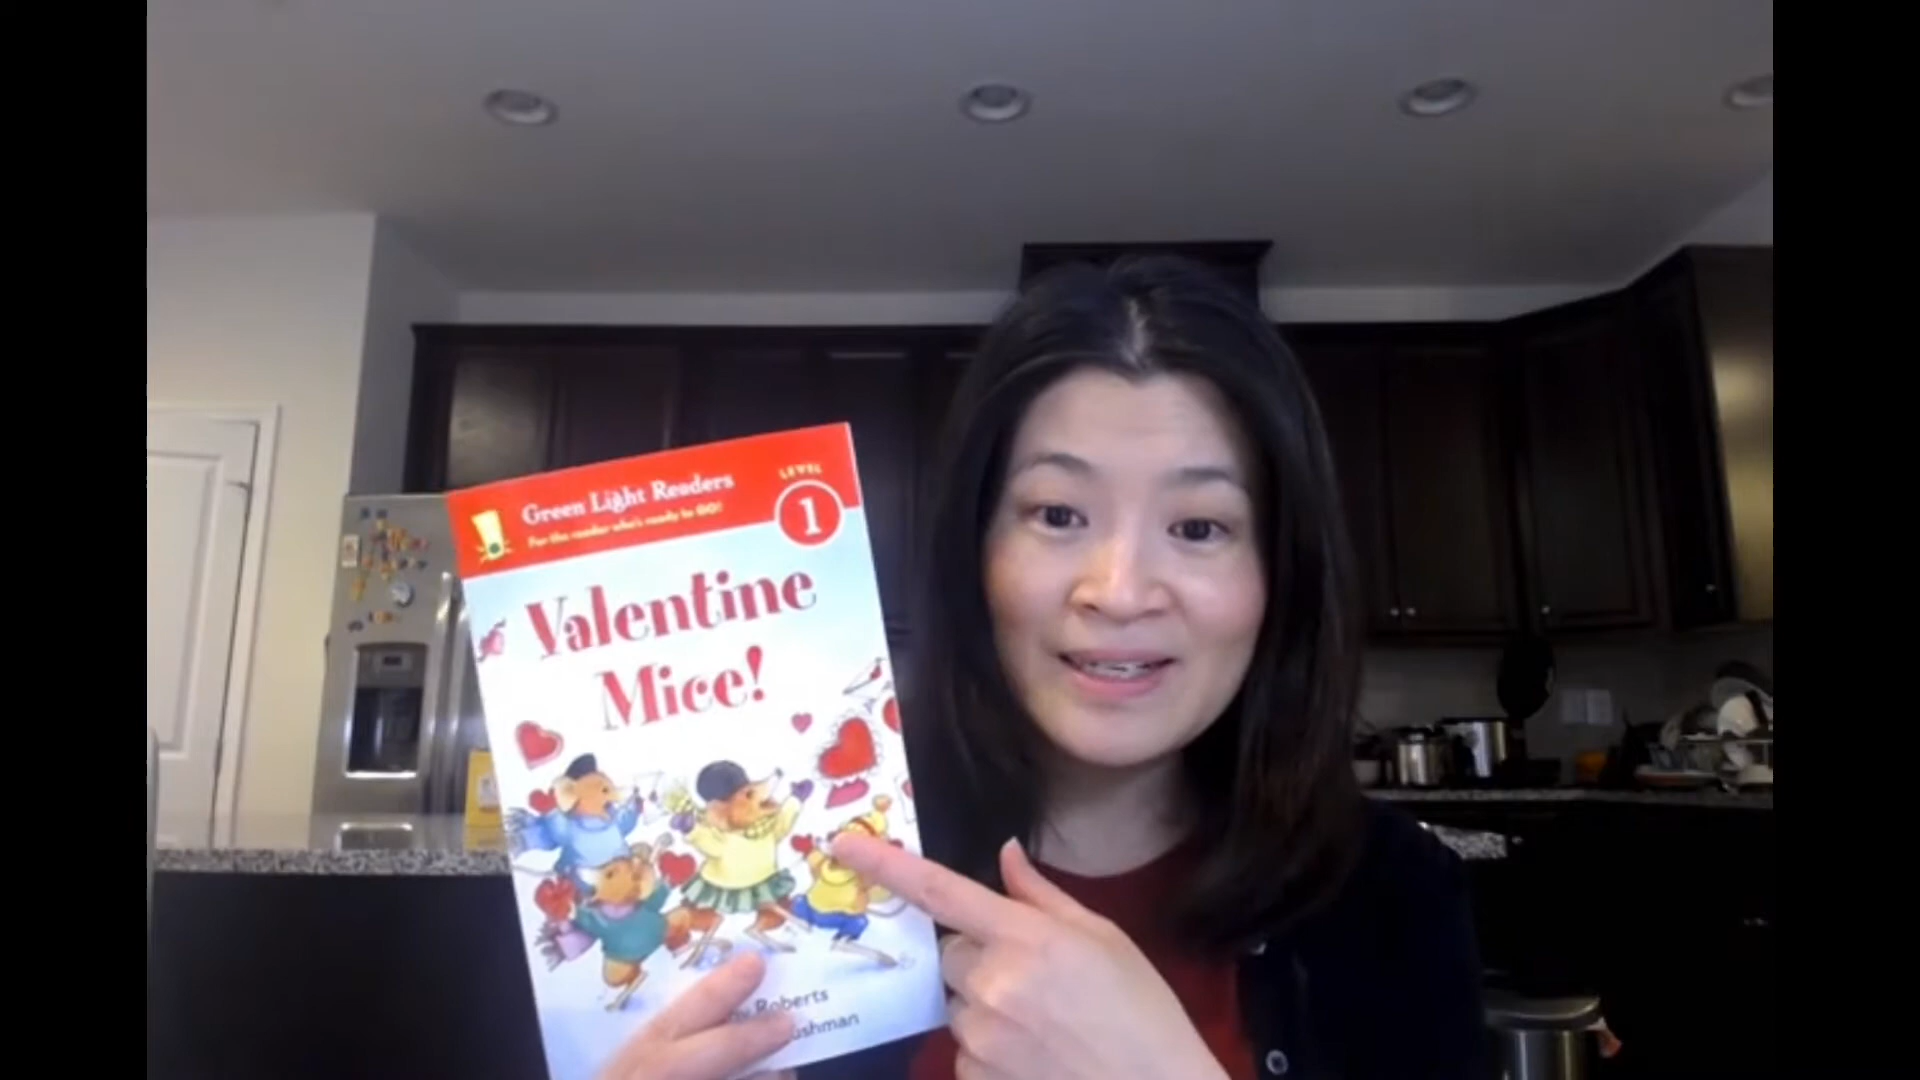 Green Light Readers
LEVEL
For the reader who's ready to GO!
1
Valentine
Mice!
Roberts